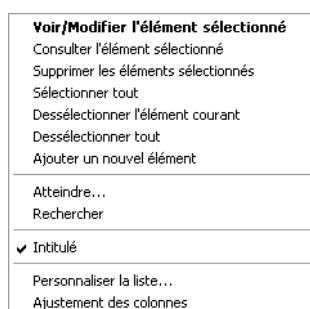 Voir/Modifier l'élément sélectionné
Consulter l'élément sélectionné
Supprimer les éléments sélectionnés
Sélectionner tout
Dessélectionner l'élément courant
Dessélectionner tout
Ajouter un nouvel élément
Atteindre...
Rechercher
Intitulé
Personnaliser la liste...
Ajustement des colonnes